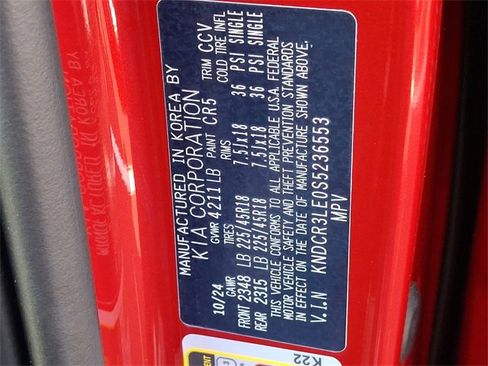 MANUFACTURED IN KOREA BY
KIA CORPORATION
10/24 GVWR 4211LB PAINT CR5 TRIM CCV
GAWR TIRES RIMS COLD TIRE NFL
FRONT 2348 LB 225/45R18 7.5JX18 36 PSI SINGLE
REAR 2315 LB 225/45R18 7.5JX18 36 PSI SINGLE
THIS VEHICLE CONFORMS TO ALL APPLICABLE U.S.A. FEDERAL
MOTOR VEHICLE SAFETY AND THEFT PREVENTION STANDARDS
IN EFFECT ON THE DATE OF MANUFACTURE SHOWN ABOVE.
V.I.N KNDCR3LE0S5236553
MPV
K22